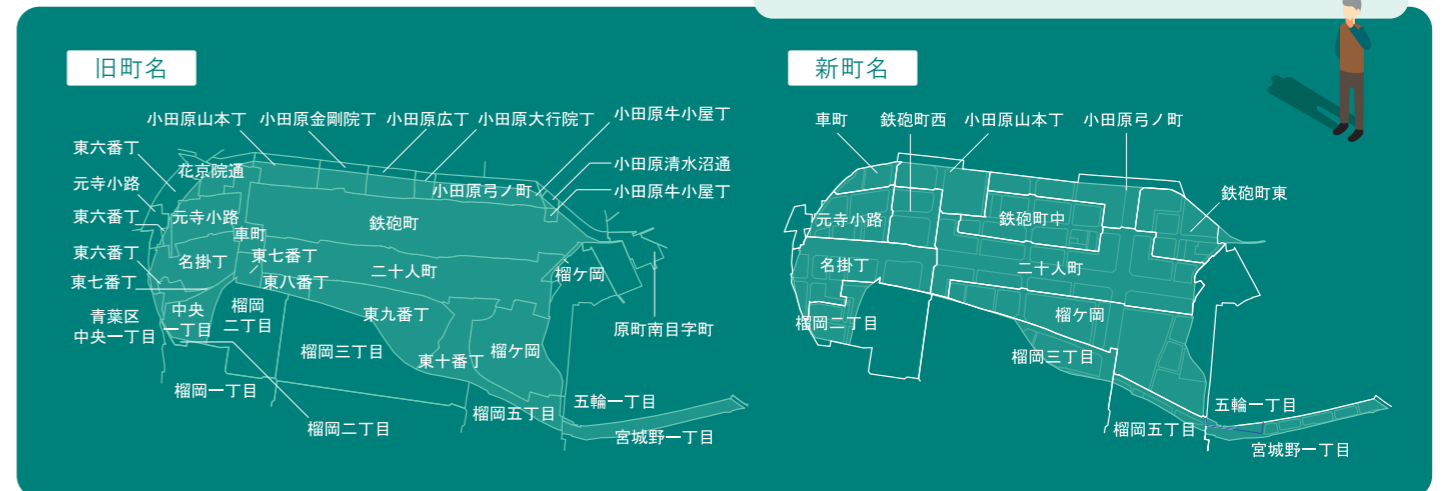 旧町名
小田原山本丁
小田原金剛院丁
小田原広丁
小田原大行院丁
小田原牛小屋丁
東六番丁
花京院通
小田原清水沼通
元寺小路
小田原弓ノ町
小田原牛小屋丁
東六番丁
元寺小路
鉄砲町
車町
東六番丁
名掛丁
東七番丁
二十人町
榴ケ岡
東七番丁
東八番丁
青葉区
中央一丁目
中央
一丁目
榴岡
二丁目
東九番丁
原町南目字町
榴岡三丁目
東十番丁
榴ケ岡
榴岡一丁目
榴岡五丁目
五輪一丁目
榴岡二丁目
宮城野一丁目
新町名
車町
鉄砲町西
小田原山本丁
小田原弓ノ町
鉄砲町東
元寺小路
鉄砲町中
名掛丁
二十人町
榴岡二丁目
榴ケ岡
榴岡三丁目
五輪一丁目
榴岡五丁目
宮城野一丁目